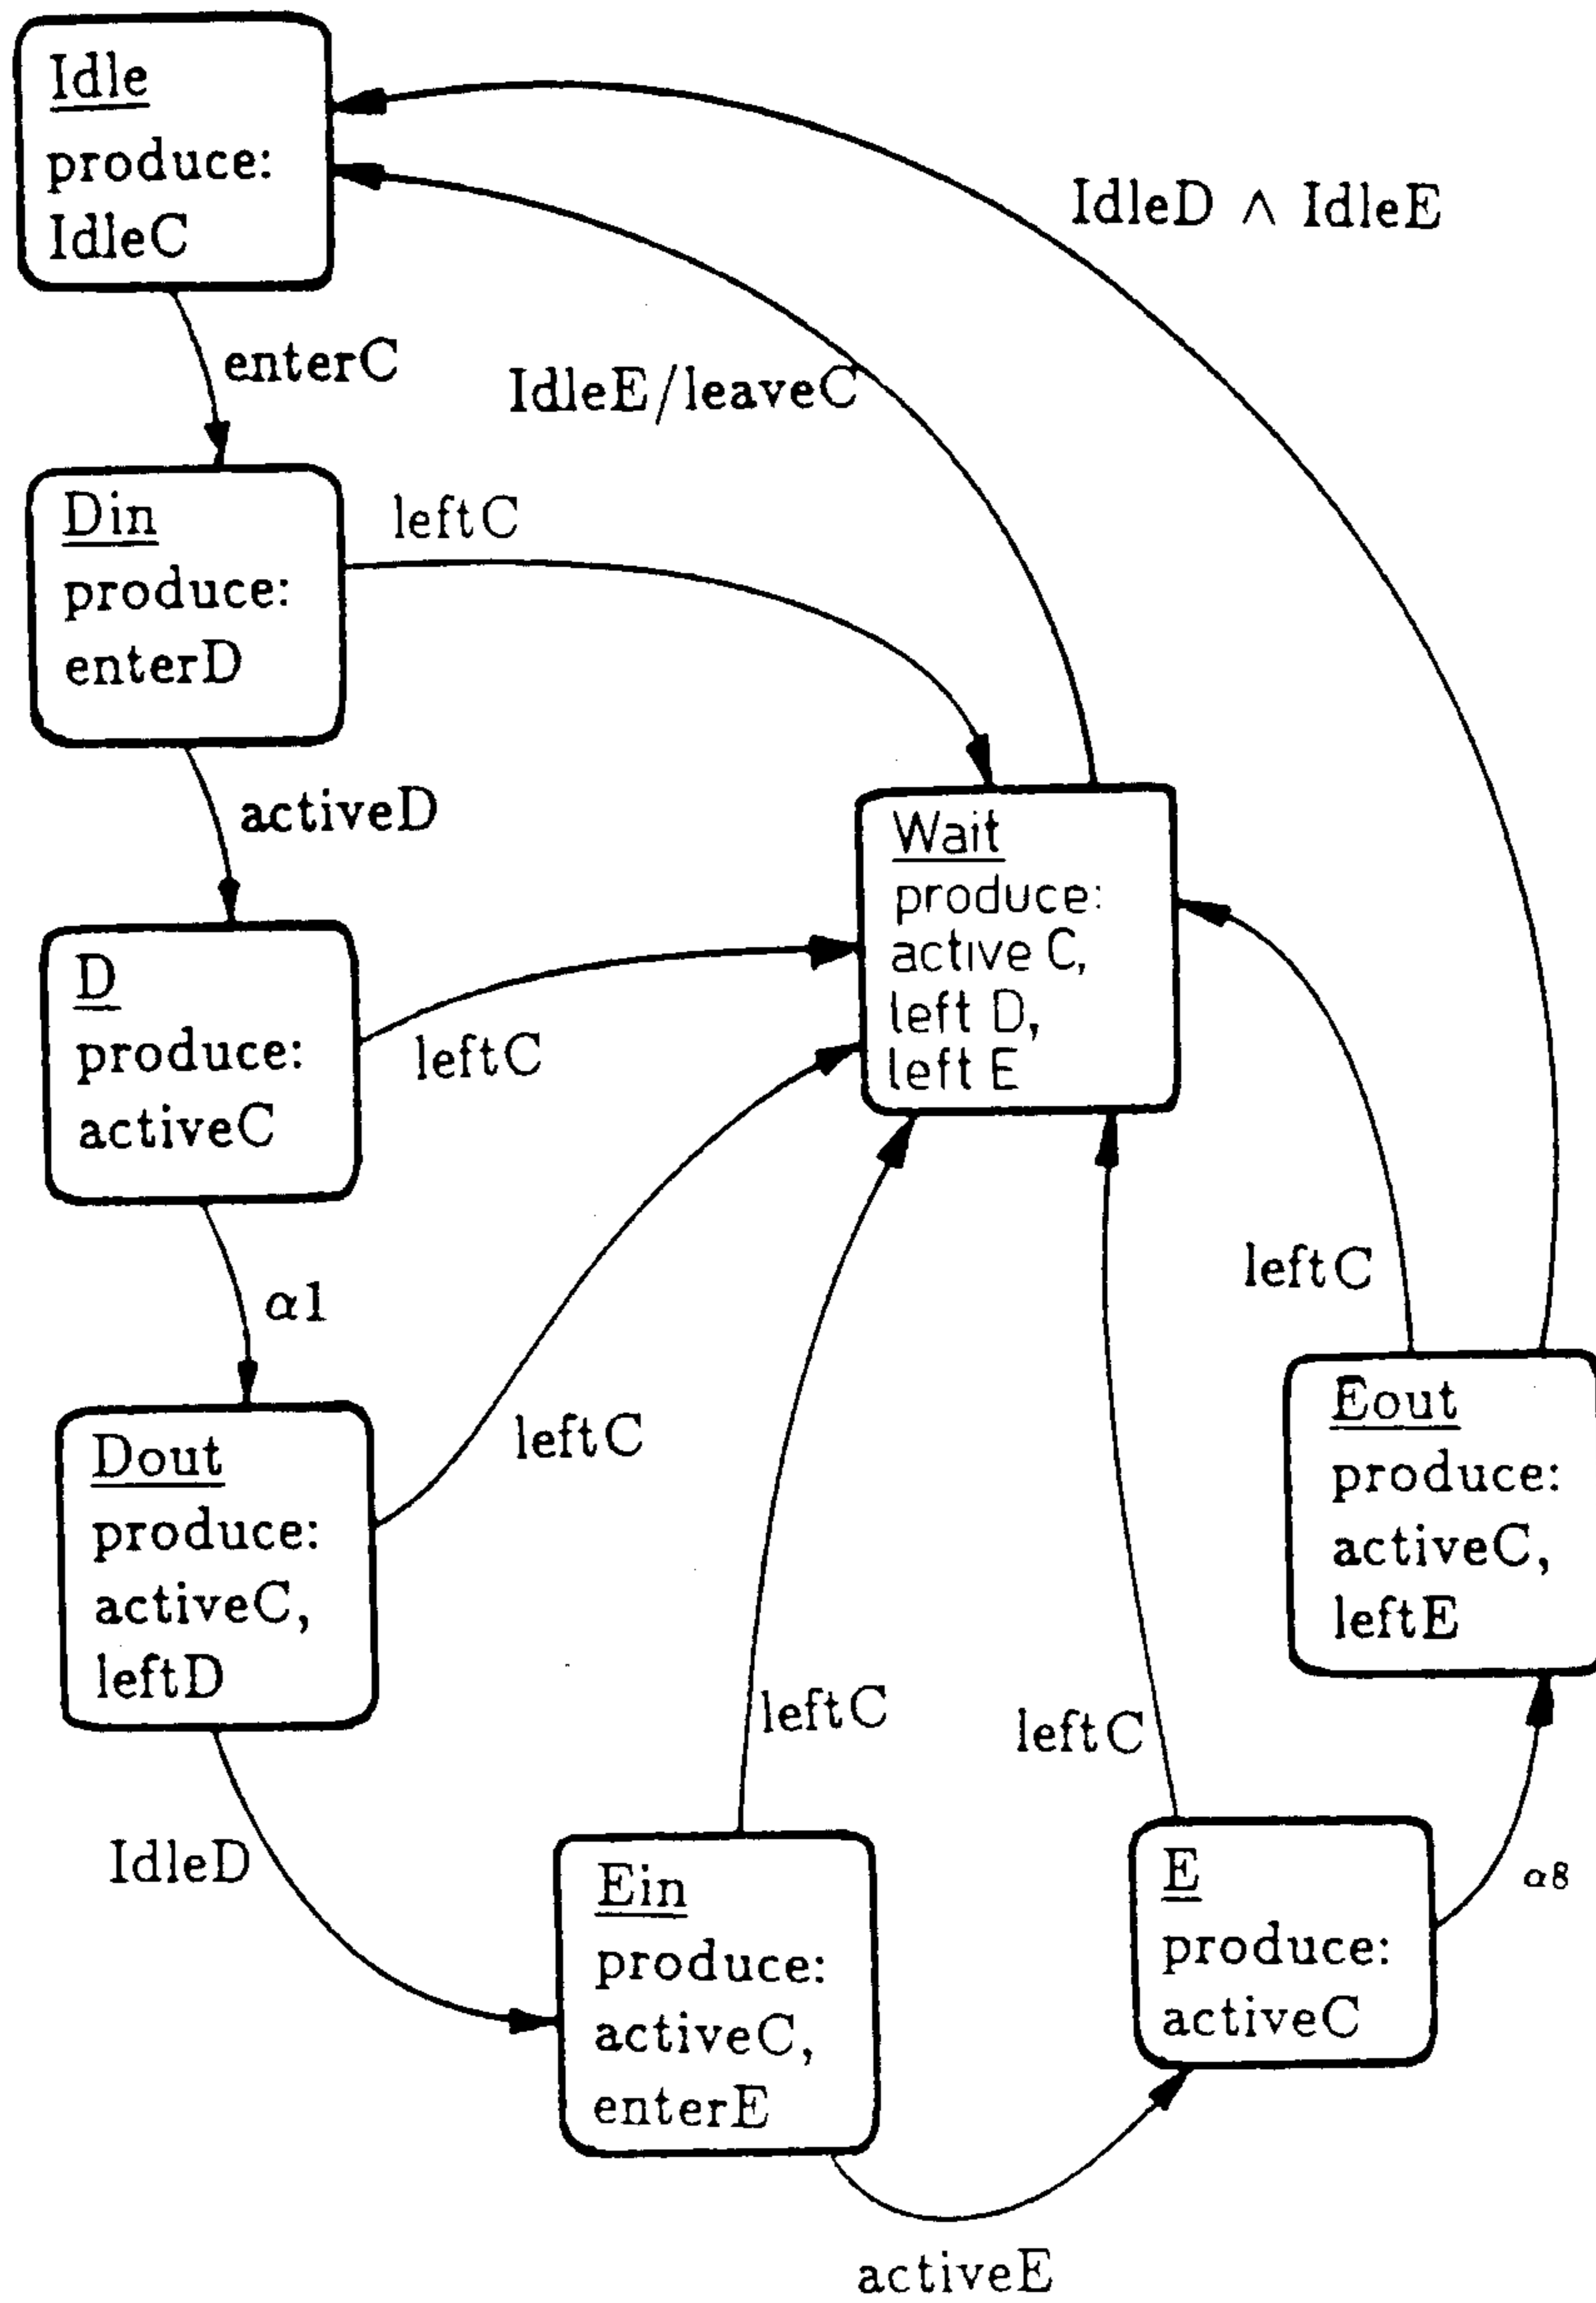 Idle
produce:
IdleC
IdleD ∧ IdleE
enterC
IdleE/leaveC
Din
produce:
enterD
leftC
activeD
Wait
produce:
active C,
left D,
left E
D
produce:
activeC
leftC
α1
leftC
Dout
produce:
activeC,
leftD
leftC
Eout
produce:
activeC,
leftE
leftC
leftC
IdleD
Ein
produce:
activeC,
enterE
E
produce:
activeC
α8
activeE